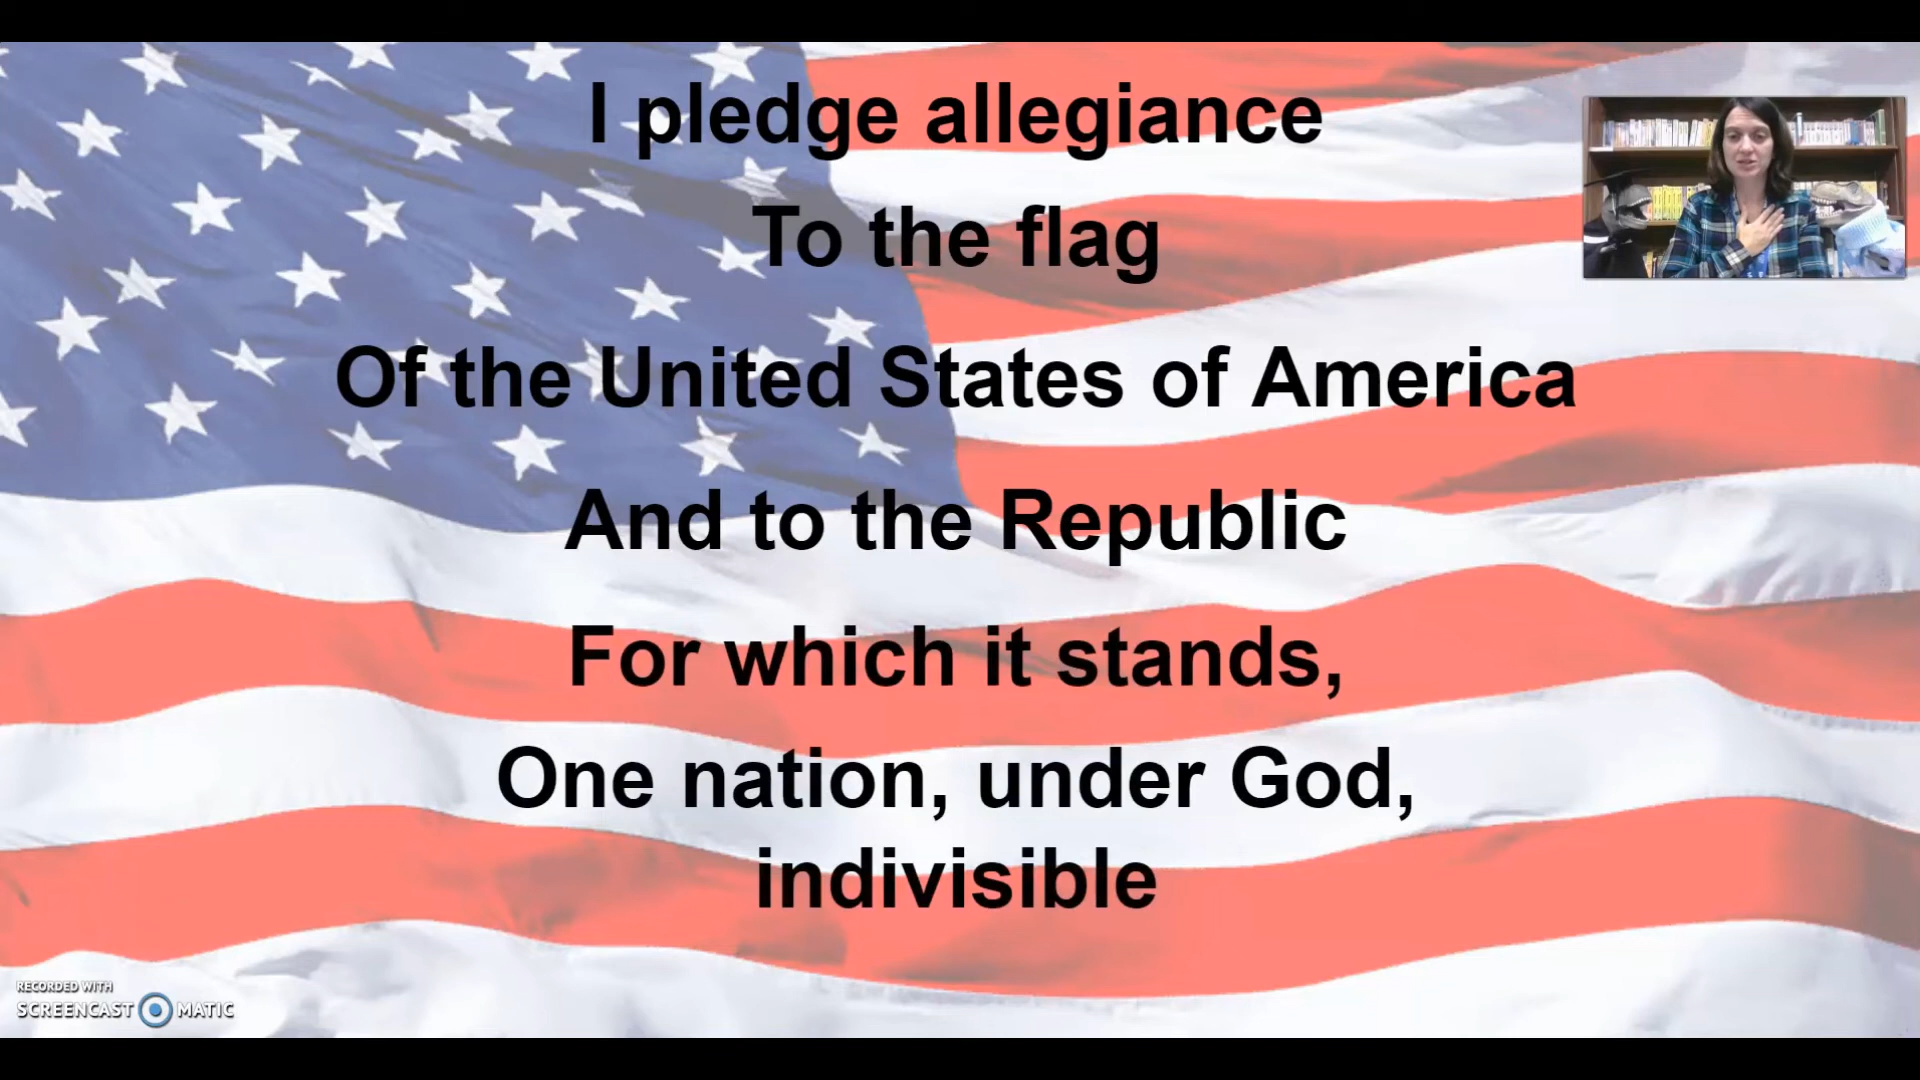 I pledge allegiance
To the flag
Of the United States of America
And to the Republic
For which it stands,
One nation, under God,
indivisible
RECORDED WITH
SCREENCAST MATIC